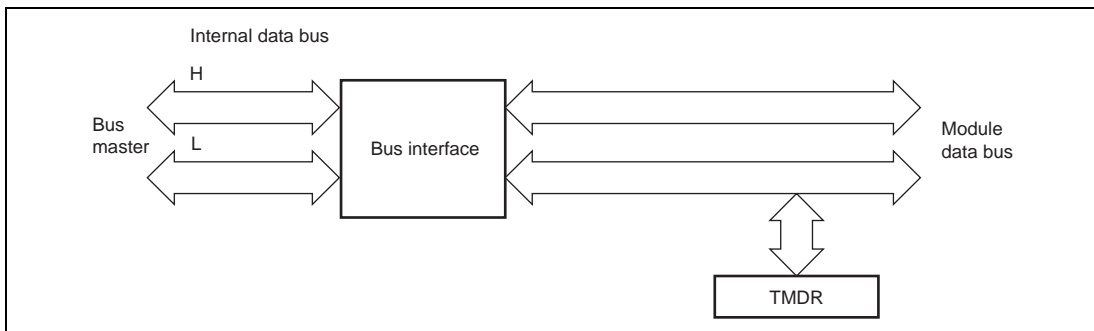 Internal data bus
H
Bus
master
L
Bus interface
Module
data bus
TMDR